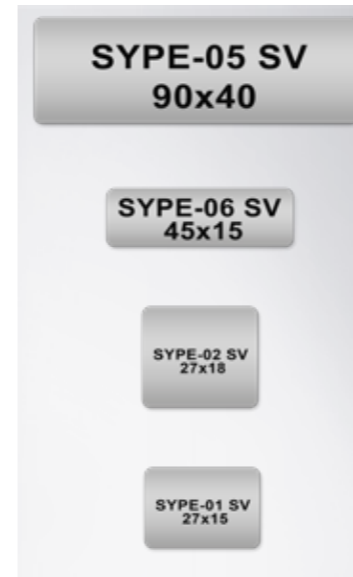 SYPE-05 SV
90x40
SYPE-06 SV
45x15
SYPE-02 SV
27x18
SYPE-01 SV
27x15